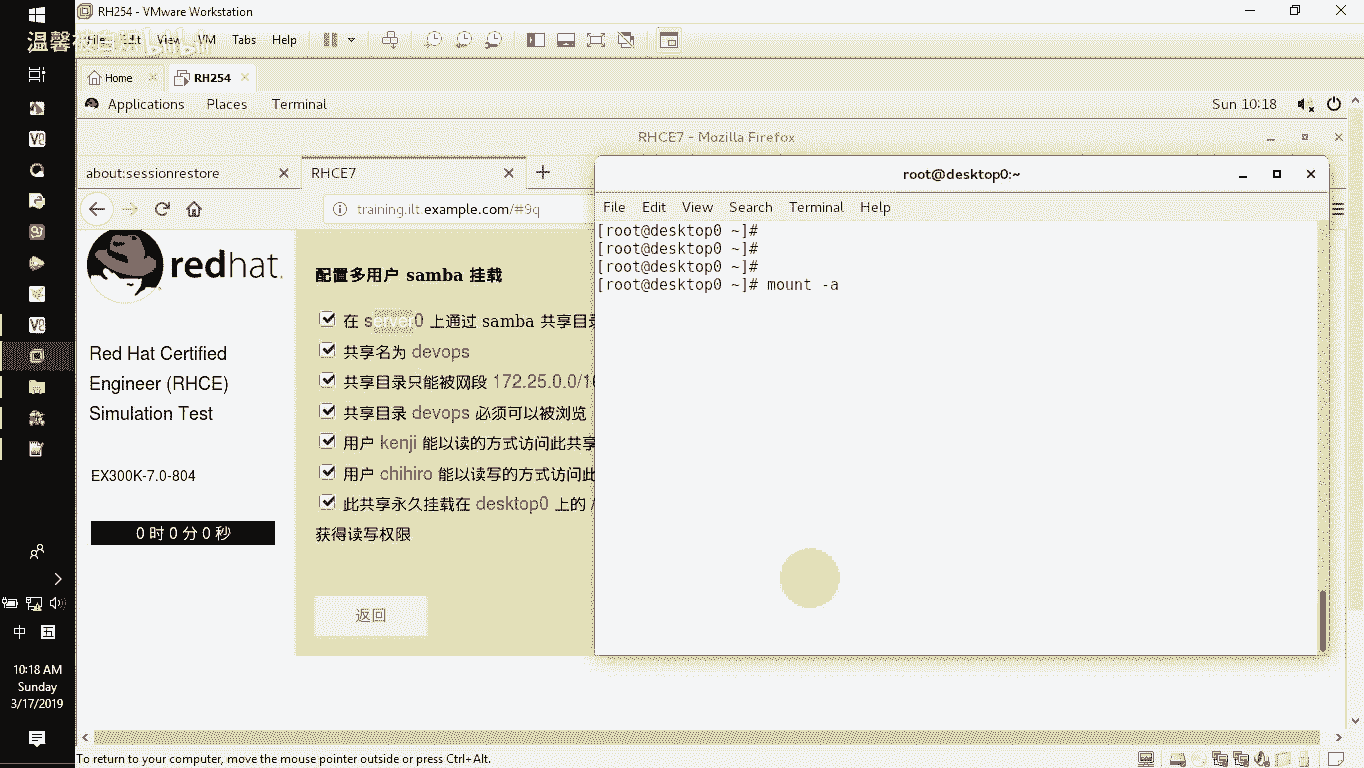 RH254 - VMware Workstation
File Edit View VM Tabs Help
Home
RH254
Applications Places Terminal
Sun 10:18
RHCE7 - Mozilla Firefox
about:sessionrestore
RHCE7
training.ilt.example.com/#9q
redhat.
Red Hat Certified
Engineer (RHCE)
Simulation Test
EX300K-7.0-804
0 时 0 分 0 秒
配置多用户 samba 挂载
在 server0 上通过 samba 共享目录
共享名为 devops
共享目录只能被网段 172.25.0.0/16
共享目录 devops 必须可以被浏览
用户 kenji 能以读的方式访问此共享
用户 chihiro 能以读写的方式访问此
此共享永久挂载在 desktop0 上的 /
获得读写权限
返回
root@desktop0:~
File Edit View Search Terminal Help
[root@desktop0 ~]#
[root@desktop0 ~]#
[root@desktop0 ~]#
[root@desktop0 ~]# mount -a
中
五
10:18 AM
Sunday
3/17/2019
To return to your computer, move the mouse pointer outside or press Ctrl+Alt.